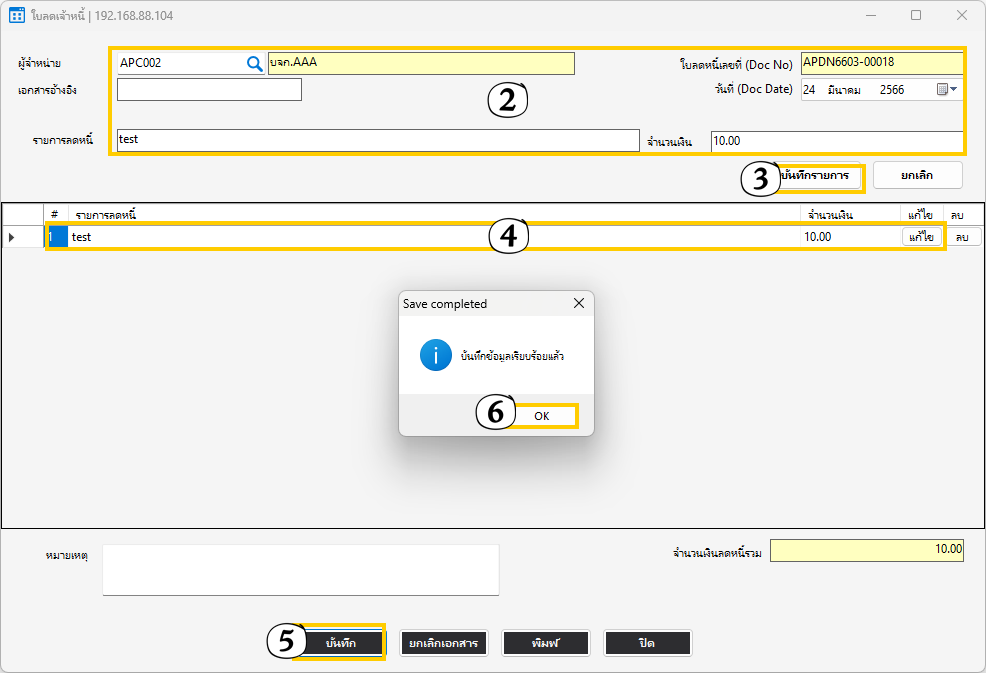 ใบลดเจ้าหนี้ | 192.168.88.104
ผู้จำหน่าย APC002 บจก.AAA ใบลดหนี้เลขที่ (Doc No) APDN6603-00018
เอกสารอ้างอิง 2 วันที่ (Doc Date) 24 มีนาคม 2566
รายการลดหนี้ test จำนวนเงิน 10.00
3 บันทึกรายการ ยกเลิก
# รายการลดหนี้ จำนวนเงิน แก้ไข ลบ
1 test 4 10.00 แก้ไข ลบ
Save completed
บันทึกข้อมูลเรียบร้อยแล้ว
6 OK
หมายเหตุ จำนวนเงินลดหนี้รวม 10.00
5 บันทึก ยกเลิกเอกสาร พิมพ์ ปิด